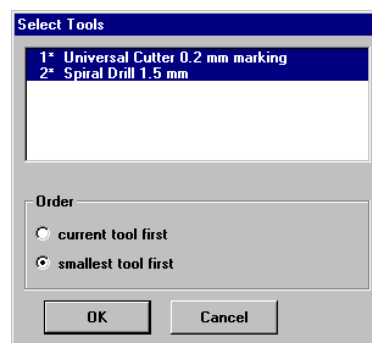 Select Tools
1* Universal Cutter 0.2 mm marking
2* Spiral Drill 1.5 mm
Order
current tool first
smallest tool first
OK
Cancel